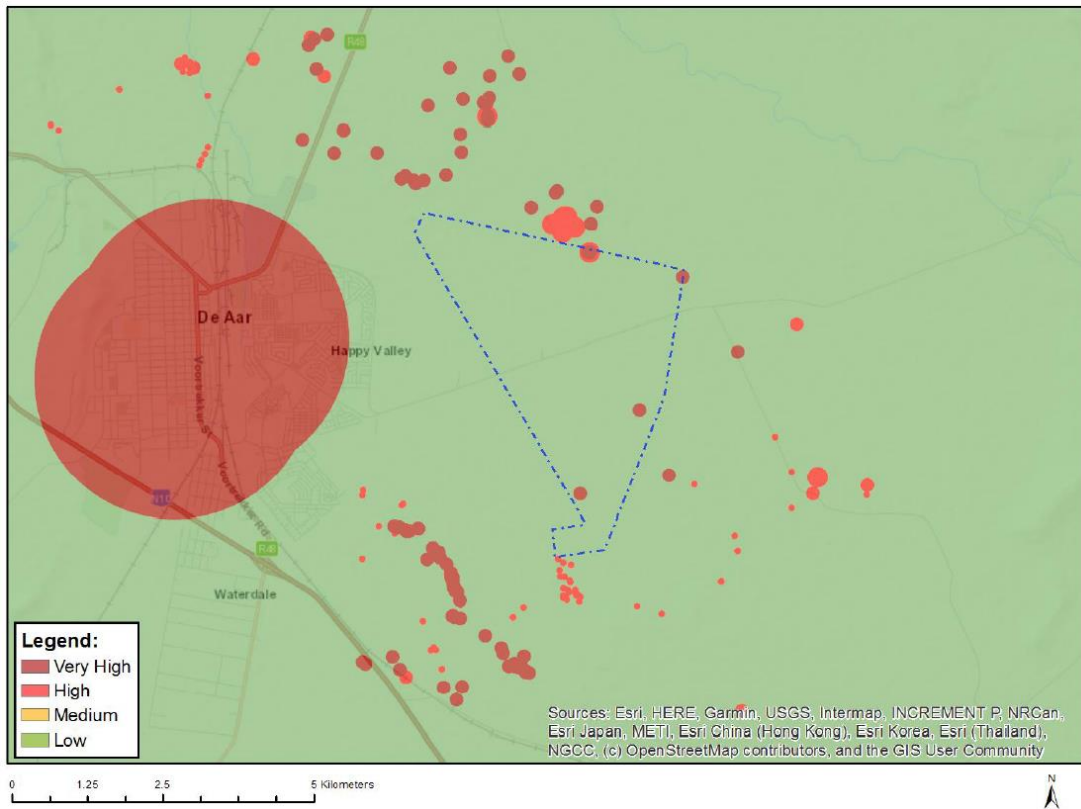 R48
De Aar
Happy Valley
Voortrekker St
Voortrekker Rd
N10
R48
Waterdale
Legend:
Very High
High
Medium
Low
Sources: Esri, HERE, Garmin, USGS, Intermap, INCREMENT P, NRCan,
Esri Japan, METI, Esri China (Hong Kong), Esri Korea, Esri (Thailand),
NGCC, (c) OpenStreetMap contributors, and the GIS User Community
0 1.25 2.5 5 Kilometers
N